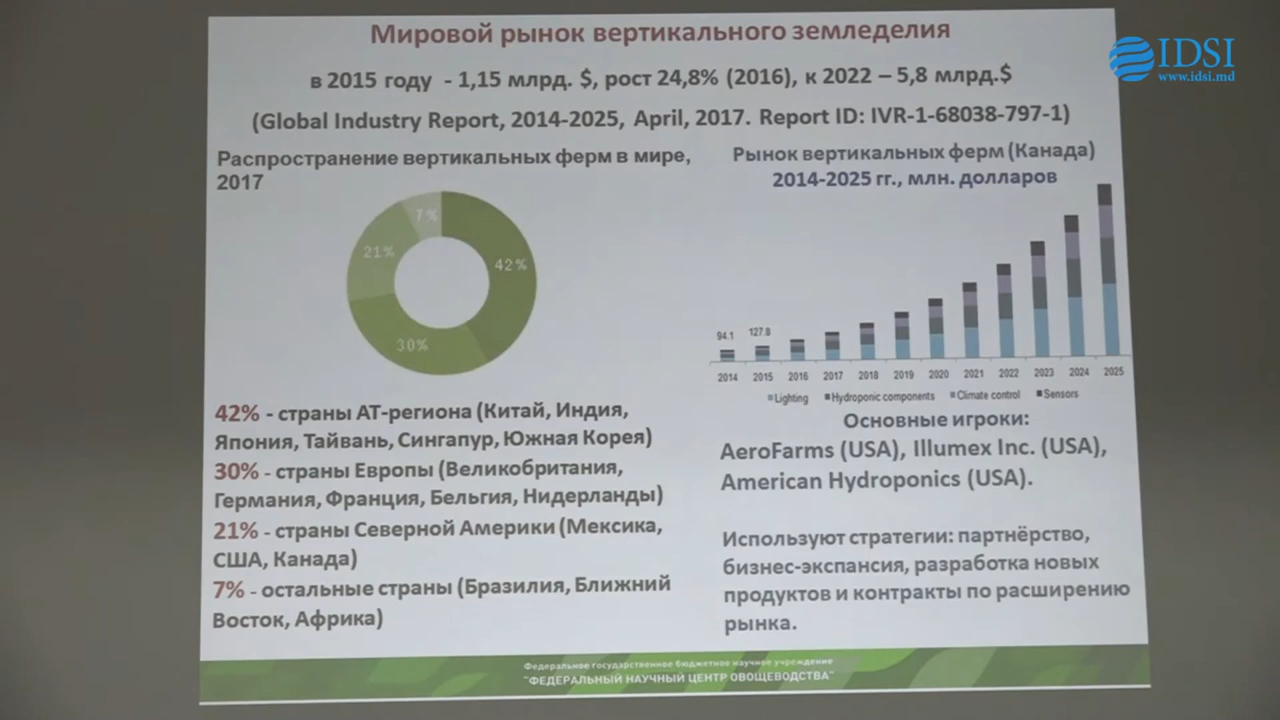 Мировой рынок вертикального земледелия
IDSI
www.idsi.md
в 2015 году - 1,15 млрд. $, рост 24,8% (2016), к 2022 – 5,8 млрд.$
(Global Industry Report, 2014-2025, April, 2017. Report ID: IVR-1-68038-797-1)
Распространение вертикальных ферм в мире,
2017
7%
21%
42%
30%
42% - страны АТ-региона (Китай, Индия,
Япония, Тайвань, Сингапур, Южная Корея)
30% - страны Европы (Великобритания,
Германия, Франция, Бельгия, Нидерланды)
21% - страны Северной Америки (Мексика,
США, Канада)
7% - остальные страны (Бразилия, Ближний
Восток, Африка)
Рынок вертикальных ферм (Канада)
2014-2025 гг., млн. долларов
94.1 127.8
2014 2015 2016 2017 2018 2019 2020 2021 2022 2023 2024 2025
Lighting Hydroponic components Climate control Sensors
Основные игроки:
AeroFarms (USA), Illumex Inc. (USA),
American Hydroponics (USA).
Используют стратегии: партнёрство,
бизнес-экспансия, разработка новых
продуктов и контракты по расширению
рынка.
Федеральное государственное бюджетное научное учреждение
"ФЕДЕРАЛЬНЫЙ НАУЧНЫЙ ЦЕНТР ОВОЩЕВОДСТВА"